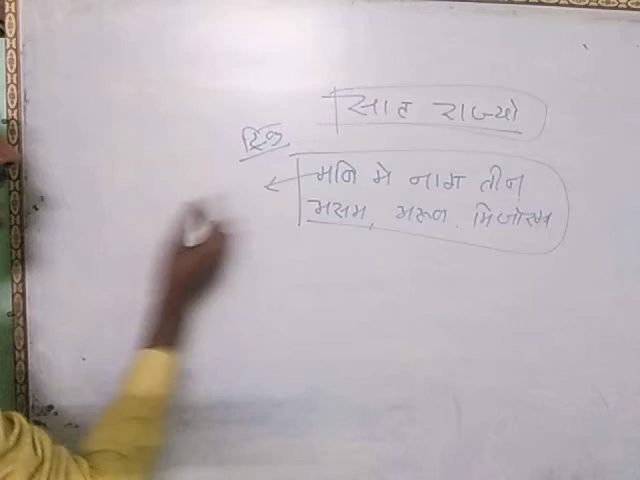 सात राज्यो
ट्रिक
मनि मे नाग तीन
असम, अरुन. मिजोरम